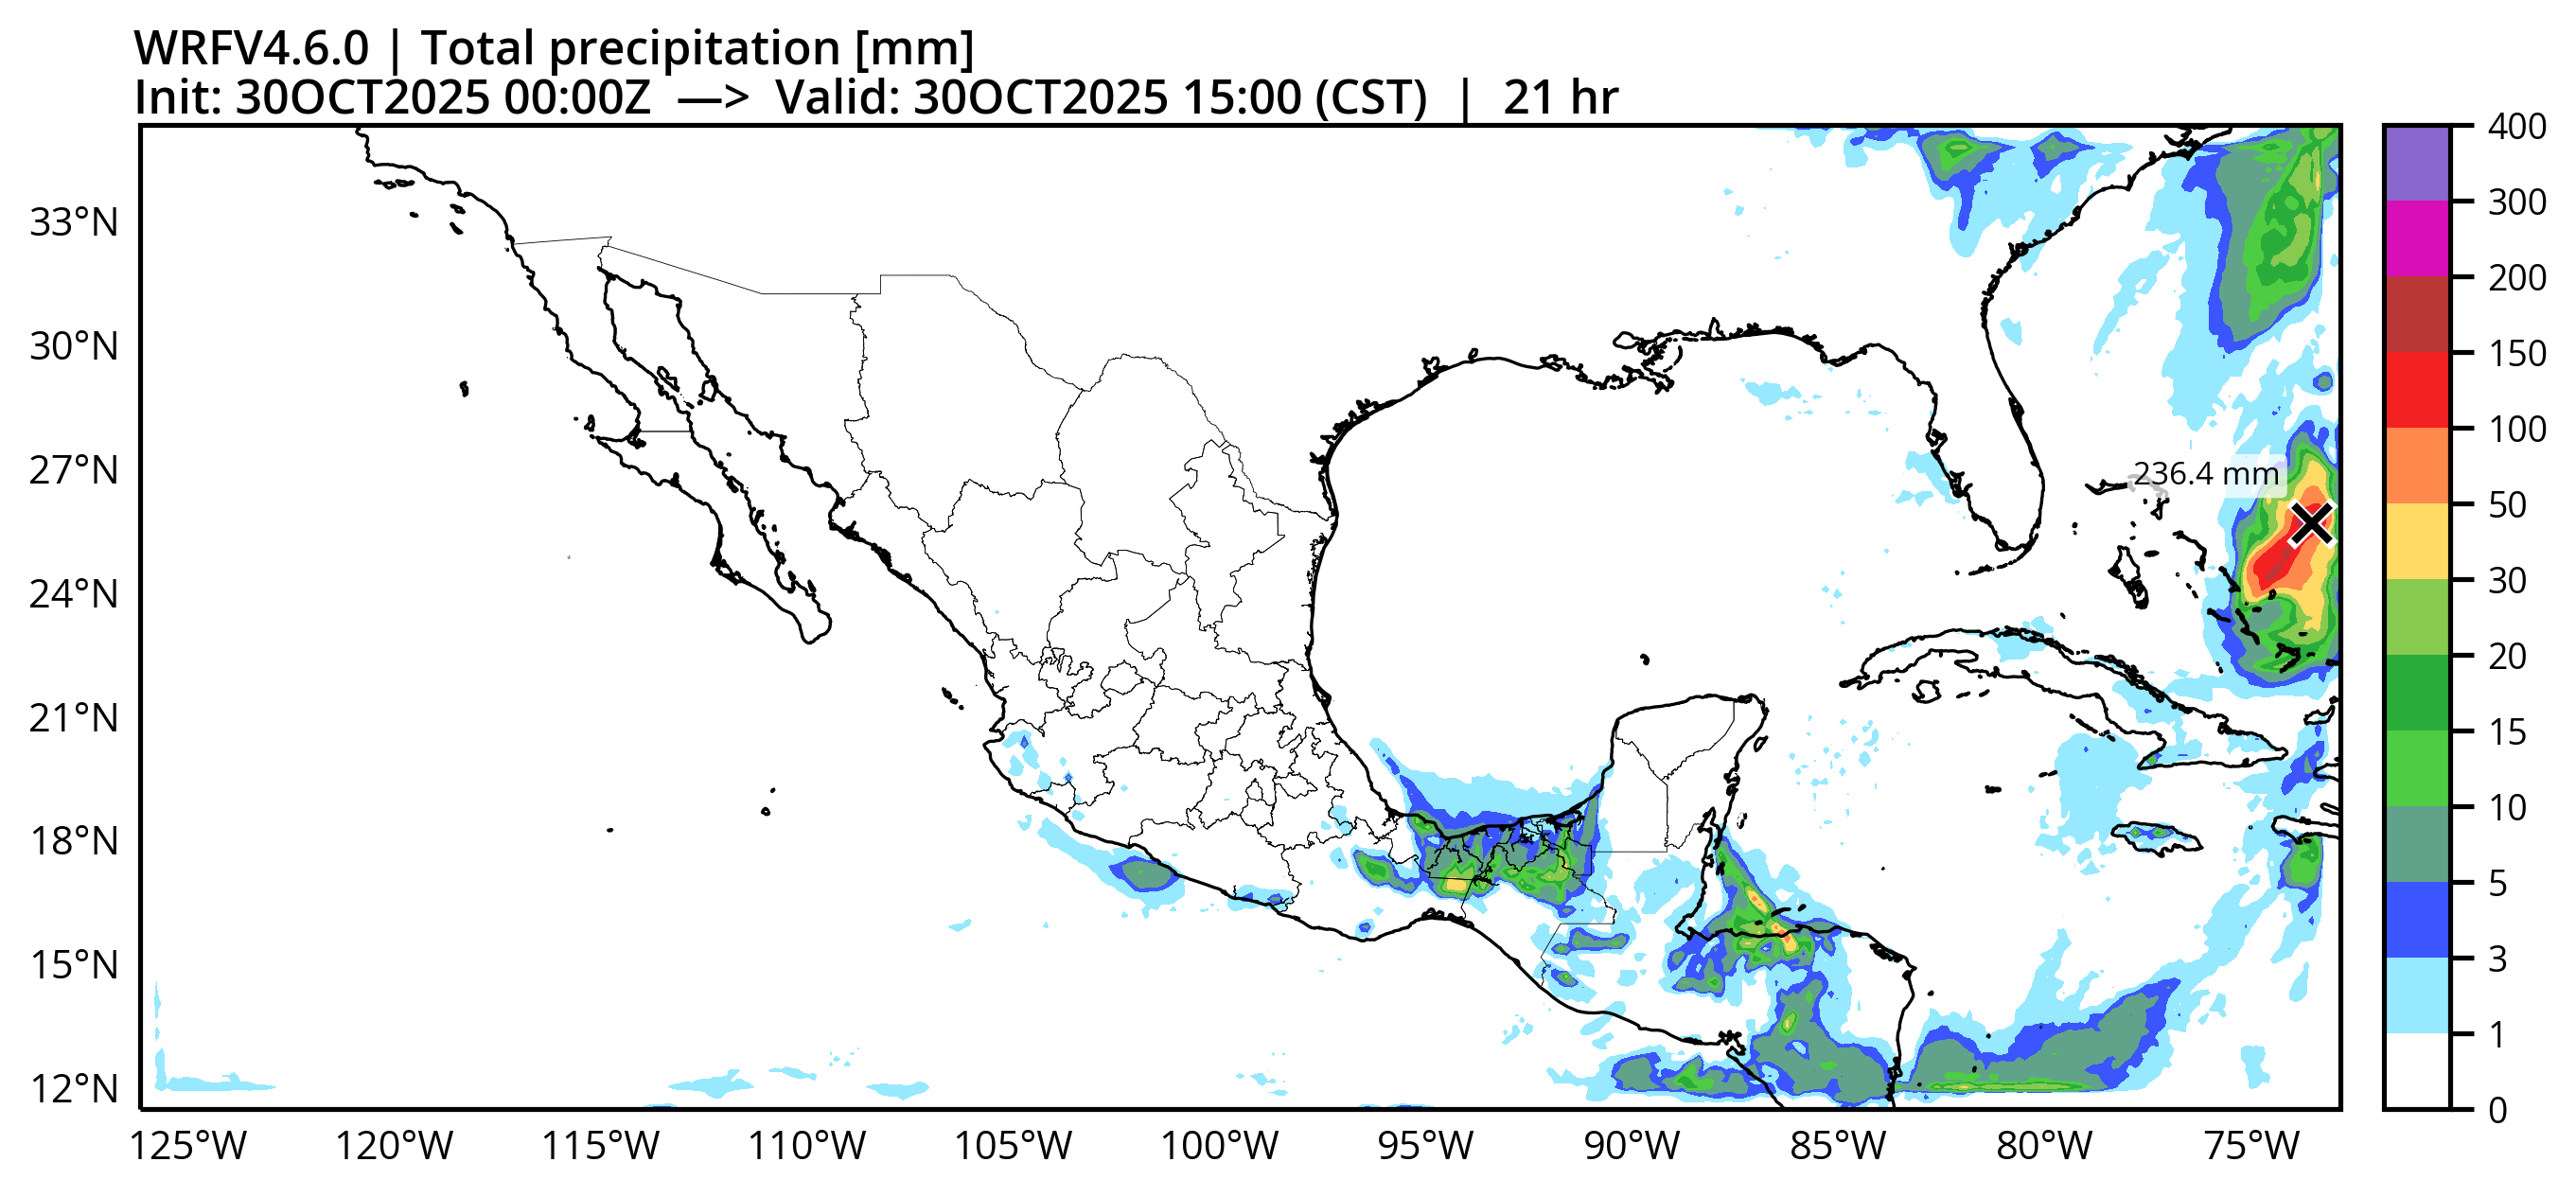 WRFV4.6.0 | Total precipitation [mm]
Init: 30OCT2025 00:00Z —> Valid: 30OCT2025 15:00 (CST) | 21 hr
33°N
30°N
27°N
24°N
21°N
18°N
15°N
12°N
236.4 mm
125°W 120°W 115°W 110°W 105°W 100°W 95°W 90°W 85°W 80°W 75°W
400
300
200
150
100
50
30
20
15
10
5
3
1
0